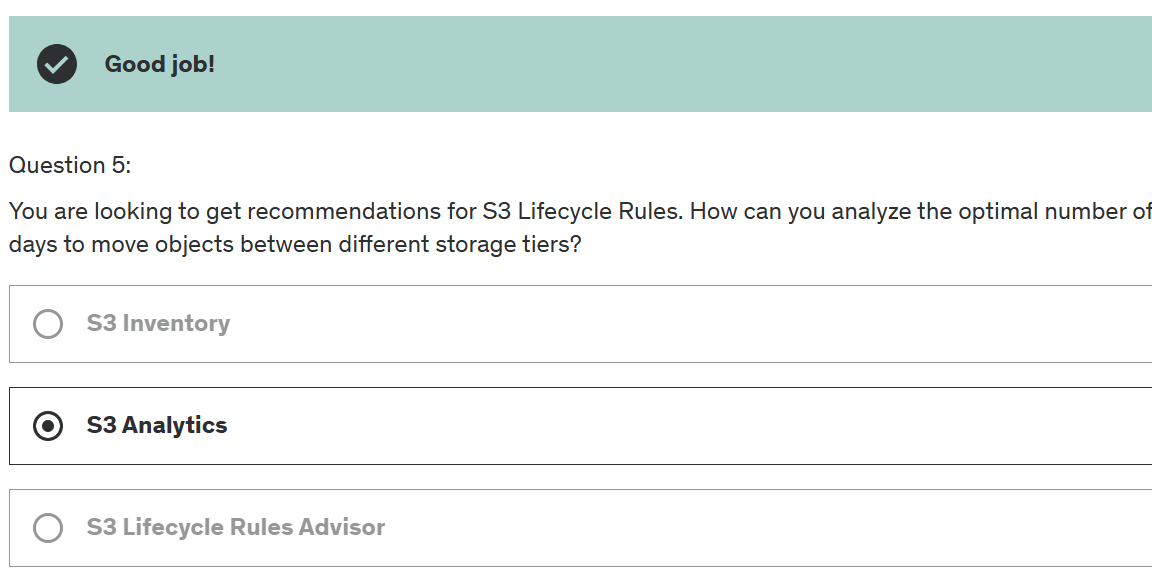 Good job!
Question 5:
You are looking to get recommendations for S3 Lifecycle Rules. How can you analyze the optimal number of
days to move objects between different storage tiers?
S3 Inventory
S3 Analytics
S3 Lifecycle Rules Advisor